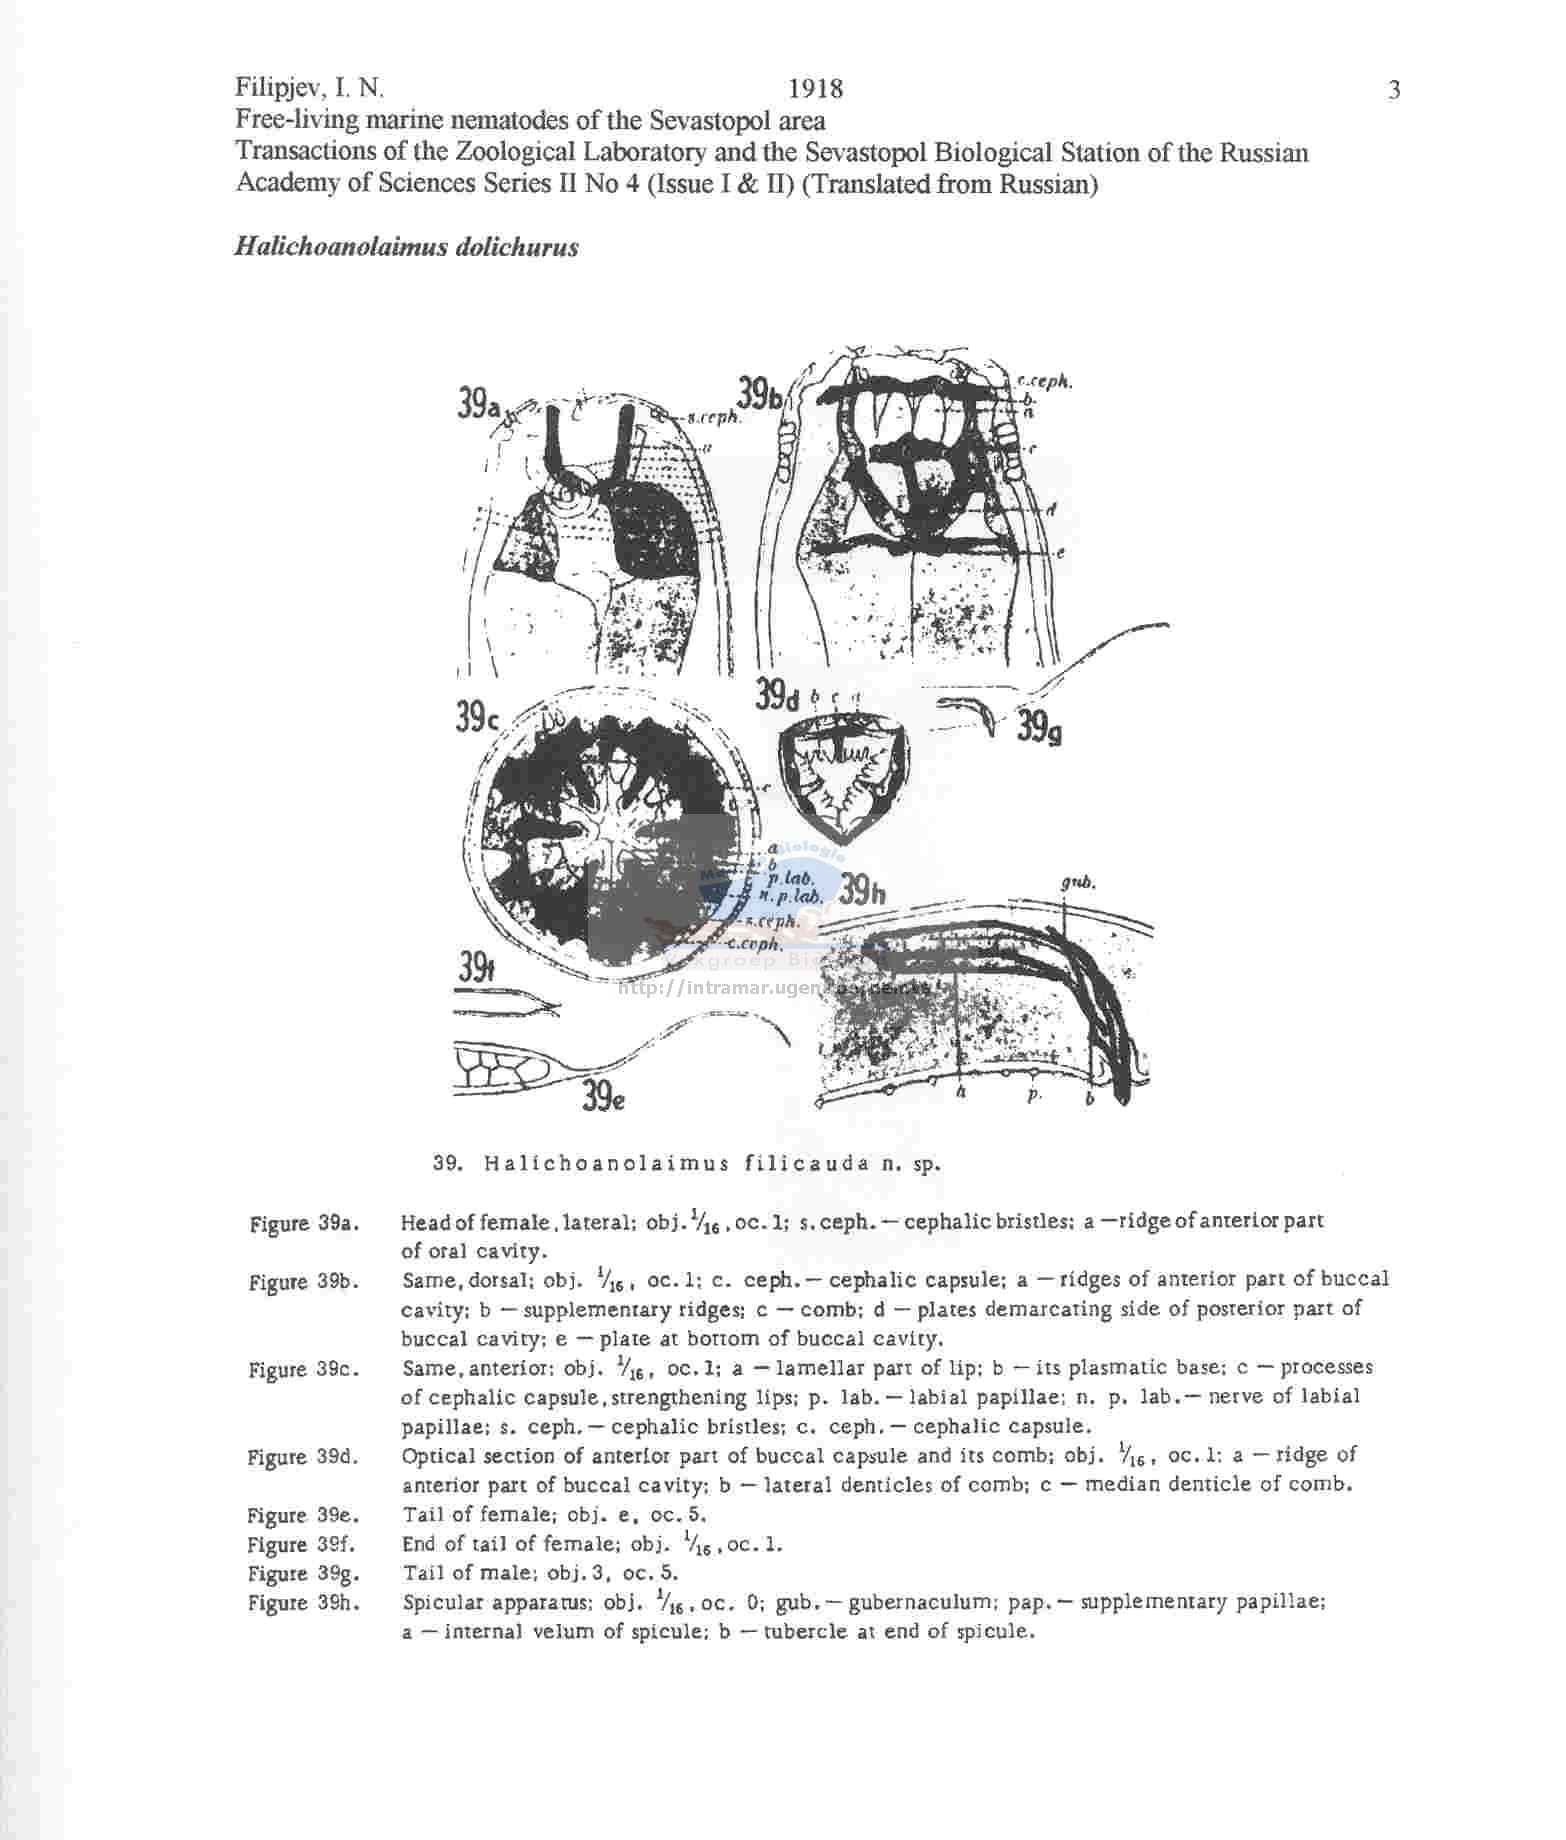 Filipjev, I. N. 1918 3
Free-living marine nematodes of the Sevastopol area
Transactions of the Zoological Laboratory and the Sevastopol Biological Station of the Russian
Academy of Sciences Series II No 4 (Issue I & II) (Translated from Russian)
Halichoanolaimus dolichurus
39a
s.ceph.
a
39b
c.ceph.
b
a
c
d
e
39c
c
a
b
p.lab.
n.p.lab.
s.ceph.
c.ceph.
39d
b c a
39g
39h
gub.
a p. b
39f
39e
Biologie
http://intramar.ugent
39. Halichoanolaimus filicauda n. sp.
Figure 39a. Head of female, lateral; obj. 1/16, oc. 1; s. ceph. — cephalic bristles; a — ridge of anterior part
of oral cavity.
Figure 39b. Same, dorsal; obj. 1/16, oc. 1; c. ceph. — cephalic capsule; a — ridges of anterior part of buccal
cavity; b — supplementary ridges; c — comb; d — plates demarcating side of posterior part of
buccal cavity; e — plate at bottom of buccal cavity.
Figure 39c. Same, anterior; obj. 1/16, oc. 1; a — lamellar part of lip; b — its plasmatic base; c — processes
of cephalic capsule, strengthening lips; p. lab. — labial papillae; n. p. lab. — nerve of labial
papillae; s. ceph. — cephalic bristles; c. ceph. — cephalic capsule.
Figure 39d. Optical section of anterior part of buccal capsule and its comb; obj. 1/16, oc. 1; a — ridge of
anterior part of buccal cavity; b — lateral denticles of comb; c — median denticle of comb.
Figure 39e. Tail of female; obj. e, oc. 5.
Figure 39f. End of tail of female; obj. 1/16, oc. 1.
Figure 39g. Tail of male; obj. 3, oc. 5.
Figure 39h. Spicular apparatus; obj. 1/16, oc. 0; gub. — gubernaculum; pap. — supplementary papillae;
a — internal velum of spicule; b — tubercle at end of spicule.